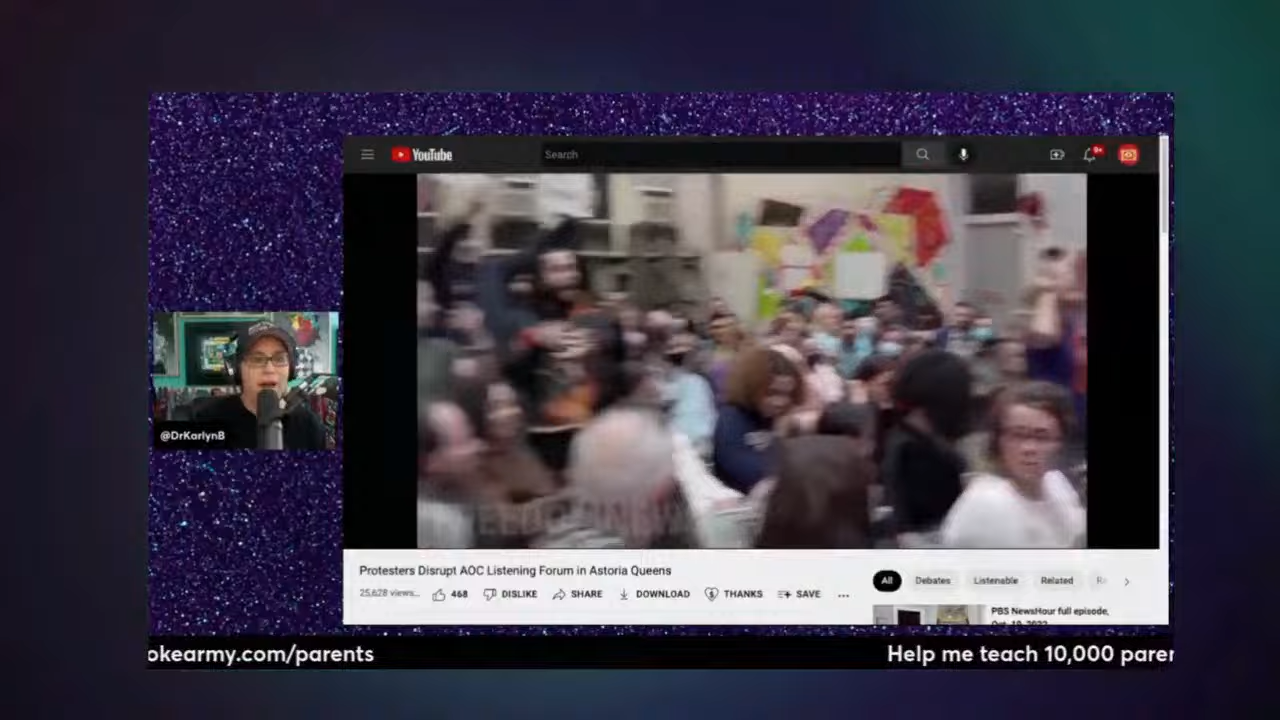 YouTube
Search
9+
@DrKarlynB
Protesters Disrupt AOC Listening Forum in Astoria Queens
25,628 views...
468
DISLIKE
SHARE
DOWNLOAD
THANKS
SAVE
...
All
Debates
Listenable
Related
PBS NewsHour full episode,
okearmy.com/parents
Help me teach 10,000 parer